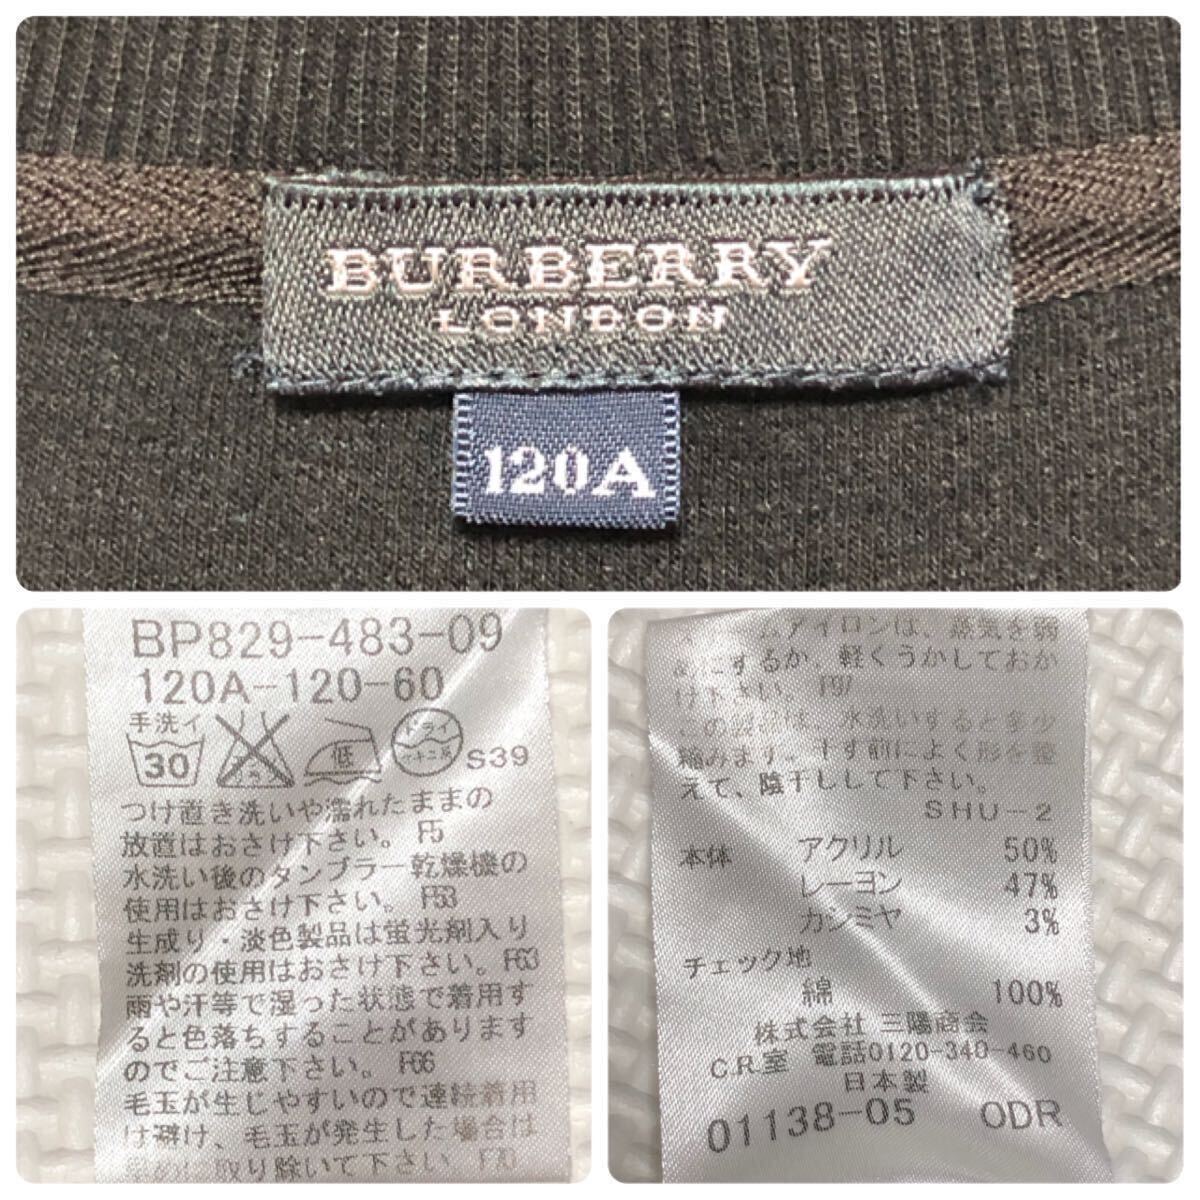 BURBERRY
LONDON
120A
BP829-483-09
120A-120-60
手洗イ
30
低
ドライ
S39
つけ直き洗いや濡れたままの
放置はおさけ下さい。F5
水洗い後のタンブラー乾燥機の
使用はおさけ下さい。F53
生成り・淡色製品は蛍光剤入り
洗剤の使用はおさけ下さい。F63
雨や汗等で湿った状態で着用す
ると色落ちすることがあります
のでご注意下さい。F66
毛玉が生じやすいので連続着用
は避け、毛玉が発生した場合は
早めに取り除いて下さい。
アイロンは、蒸気を弱
めにするか、軽くうかしておか
け下さい。F97
この製品は、水洗いすると多少
縮みます。干す前によく形を整
えて、陰干しして下さい。
SHU-2
本体 アクリル 50%
レーヨン 47%
カシミヤ 3%
チェック地
綿 100%
株式会社 三陽商会
C.R.室 電話0120-340-460
日本製
01138-05 ODR